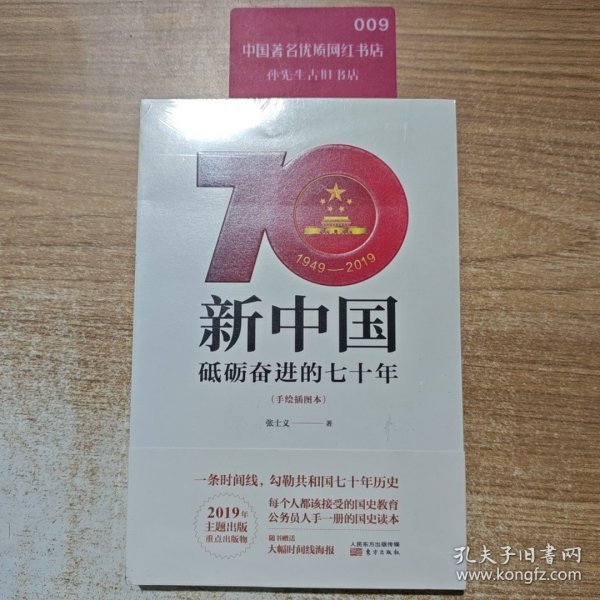 009
中国著名优质网红书店
孙先生古旧书店
70
1949—2019
新中国
砥砺奋进的七十年
（手绘插图本）
张士义 —— 著
一条时间线，勾勒共和国七十年历史
2019年
主题出版
重点出版物
每个人都该接受的国史教育
公务员人手一册的国史读本
随书赠送
大幅时间线海报
人民东方出版传媒
东方出版社
孔夫子旧书网
www.kongfz.com